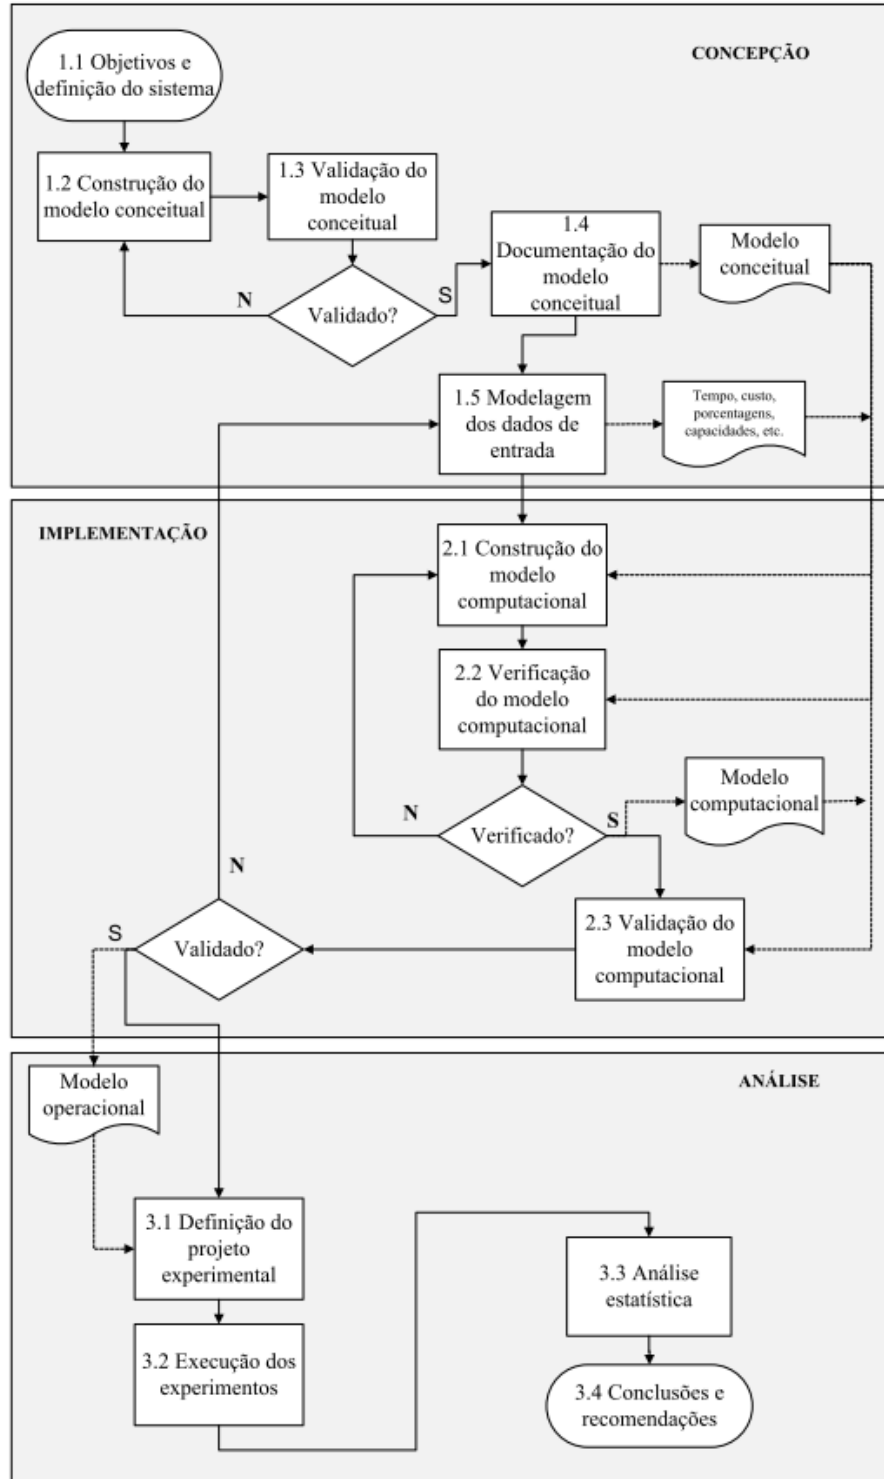 CONCEPÇÃO
1.1 Objetivos e
definição do sistema
1.2 Construção do
modelo conceitual
1.3 Validação do
modelo
conceitual
Validado?
N
S
1.4
Documentação do
modelo
conceitual
Modelo
conceitual
1.5 Modelagem
dos dados de
entrada
Tempo, custo,
porcentagens,
capacidades, etc.
IMPLEMENTAÇÃO
2.1 Construção do
modelo
computacional
2.2 Verificação
do modelo
computacional
Verificado?
N
S
Modelo
computacional
2.3 Validação do
modelo
computacional
N
S
Validado?
ANÁLISE
Modelo
operacional
3.1 Definição do
projeto
experimental
3.2 Execução dos
experimentos
3.3 Análise
estatística
3.4 Conclusões e
recomendações